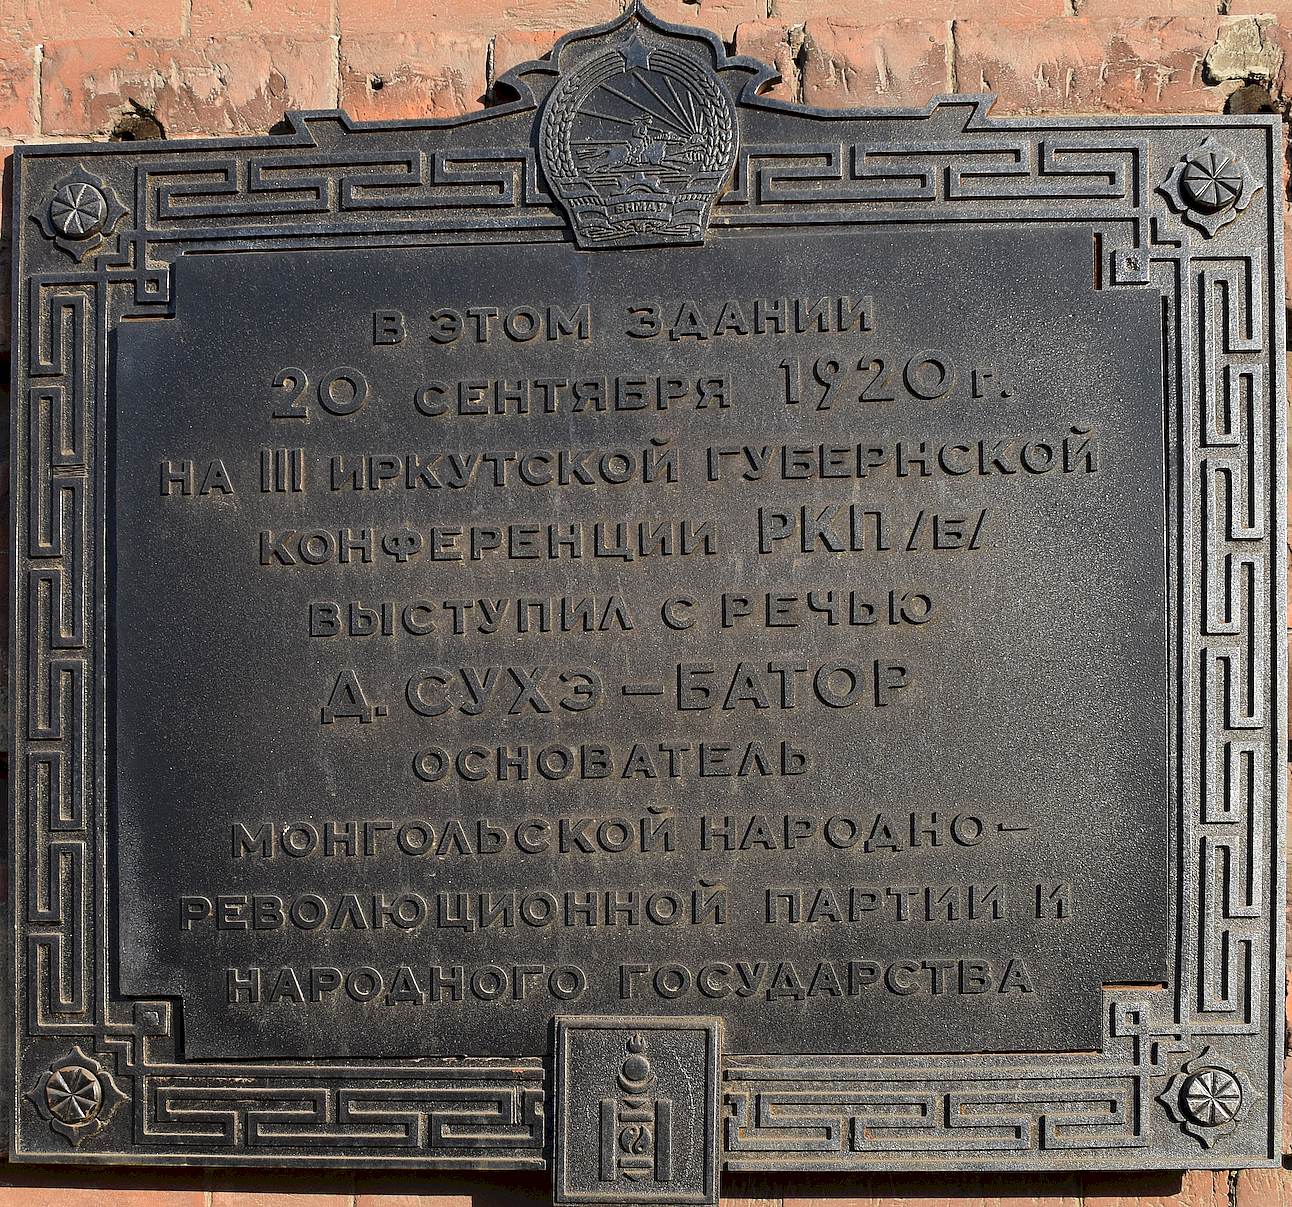 БНМАУ
В ЭТОМ ЗДАНИИ
20 СЕНТЯБРЯ 1920 г.
НА III ИРКУТСКОЙ ГУБЕРНСКОЙ
КОНФЕРЕНЦИИ РКП /Б/
ВЫСТУПИЛ С РЕЧЬЮ
Д. СУХЭ – БАТОР
ОСНОВАТЕЛЬ
МОНГОЛЬСКОЙ НАРОДНО–
РЕВОЛЮЦИОННОЙ ПАРТИИ И
НАРОДНОГО ГОСУДАРСТВА